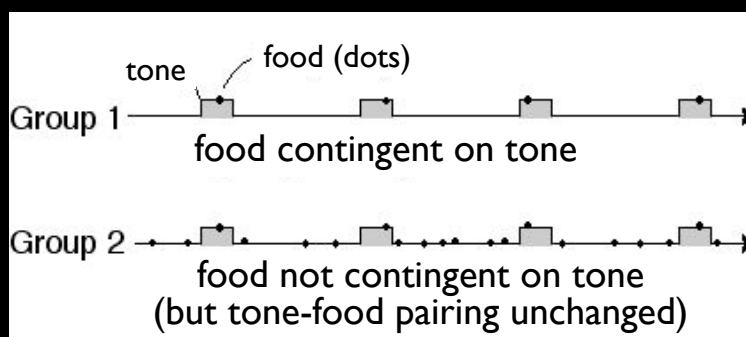 food (dots)
tone
Group 1
food contingent on tone
Group 2
food not contingent on tone
(but tone-food pairing unchanged)